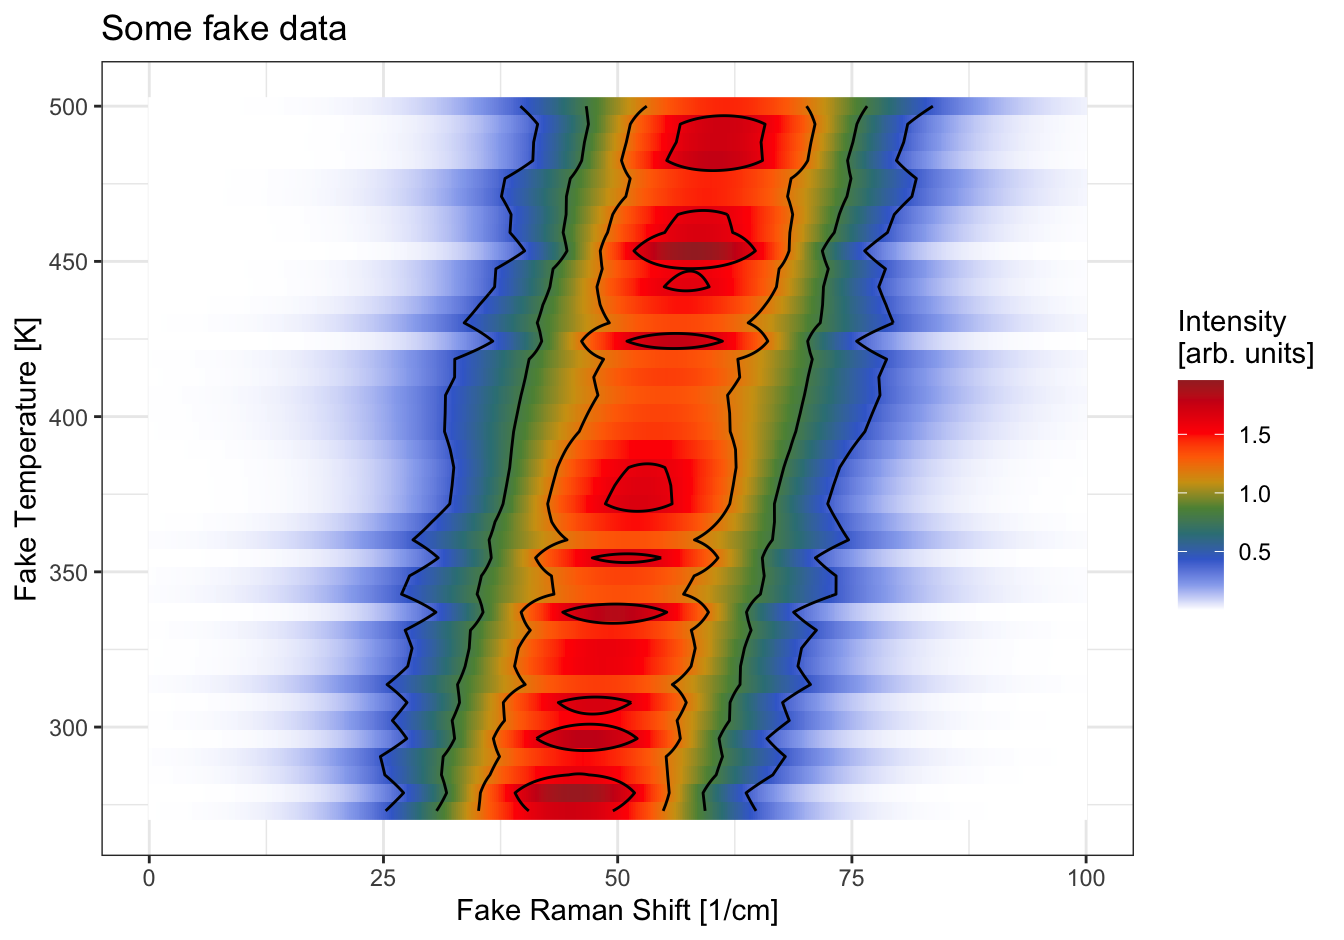 Some fake data
500
450
400
350
300
Fake Temperature [K]
0
25
50
75
100
Fake Raman Shift [1/cm]
Intensity
[arb. units]
1.5
1.0
0.5